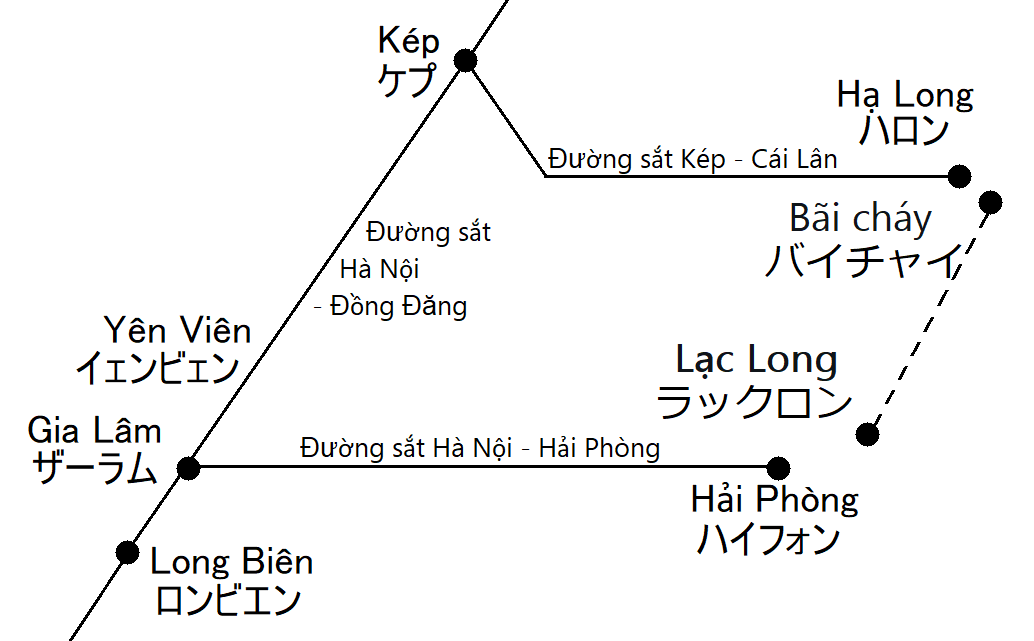 Kép
ケプ
Hạ Long
ハロン
Đường sắt Kép - Cái Lân
Bãi cháy
バイチャイ
Đường sắt
Hà Nội
- Đồng Đăng
Yên Viên
イェンビェン
Lạc Long
ラックロン
Gia Lâm
ザーラム
Đường sắt Hà Nội - Hải Phòng
Hải Phòng
ハイフォン
Long Biên
ロンビエン